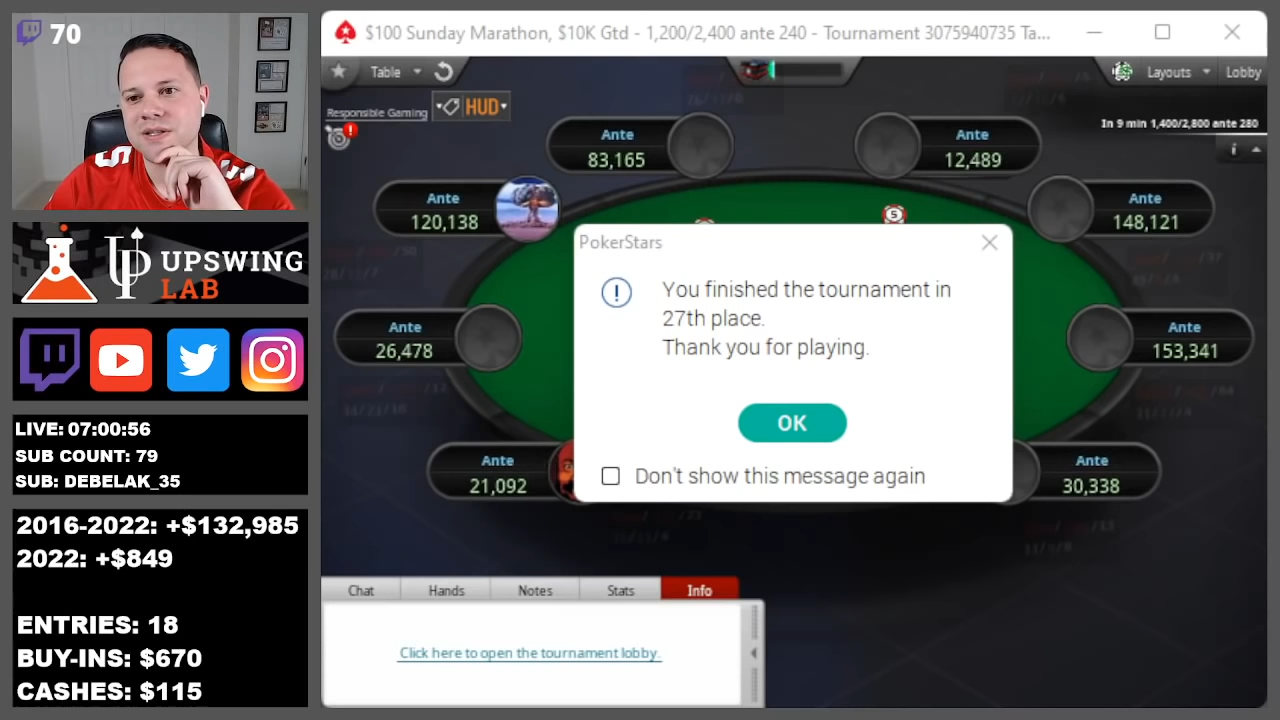 70
$100 Sunday Marathon, $10K Gtd - 1,200/2,400 ante 240 - Tournament 3075940735 Ta...
Table
Layouts
Lobby
Responsible Gaming
HUD
In 9 min 1,400/2,800 ante 280
Ante
83,165
Ante
12,489
Ante
120,138
Ante
148,121
5
Ante
26,478
Ante
153,341
Ante
21,092
Ante
30,338
PokerStars
You finished the tournament in
27th place.
Thank you for playing.
OK
Don't show this message again
UPSWING
LAB
LIVE: 07:00:56
SUB COUNT: 79
SUB: DEBELAK_35
2016-2022: +$132,985
2022: +$849
ENTRIES: 18
BUY-INS: $670
CASHES: $115
Chat
Hands
Notes
Stats
Info
Click here to open the tournament lobby.